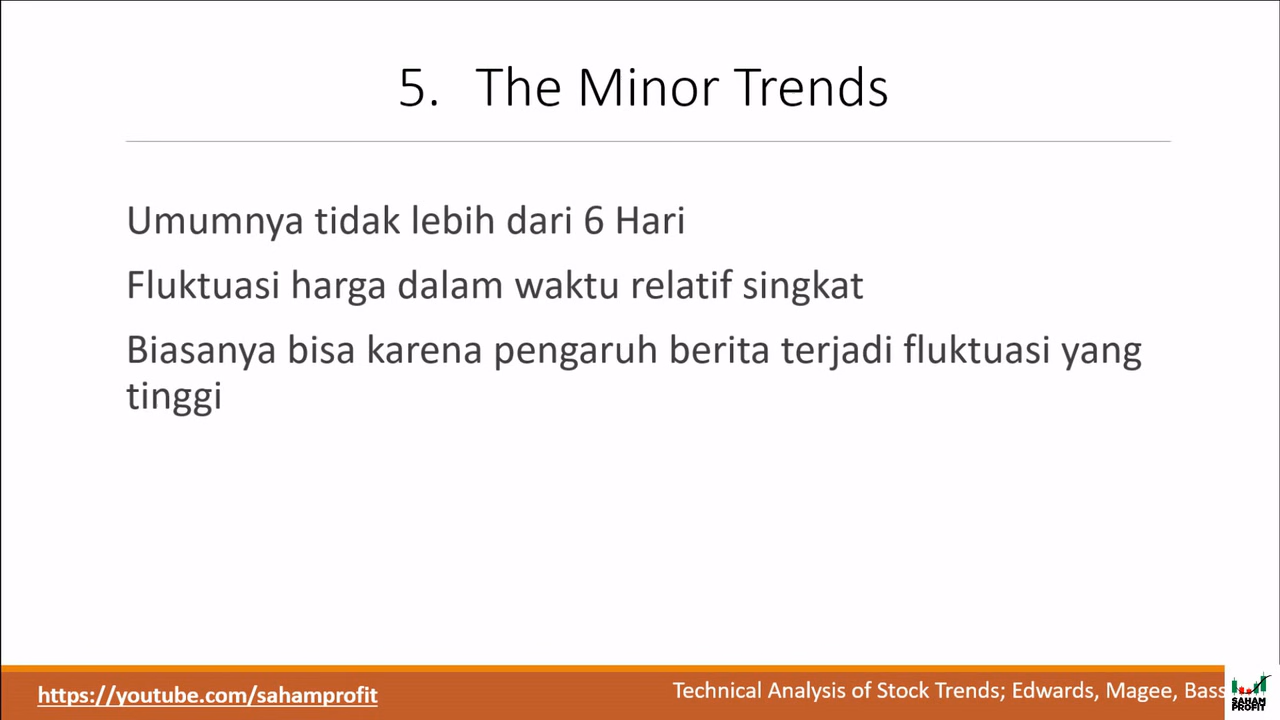 5. The Minor Trends
Umumnya tidak lebih dari 6 Hari
Fluktuasi harga dalam waktu relatif singkat
Biasanya bisa karena pengaruh berita terjadi fluktuasi yang
tinggi
https://youtube.com/sahamprofit
Technical Analysis of Stock Trends; Edwards, Magee, Bass
SAHAM
PROFIT